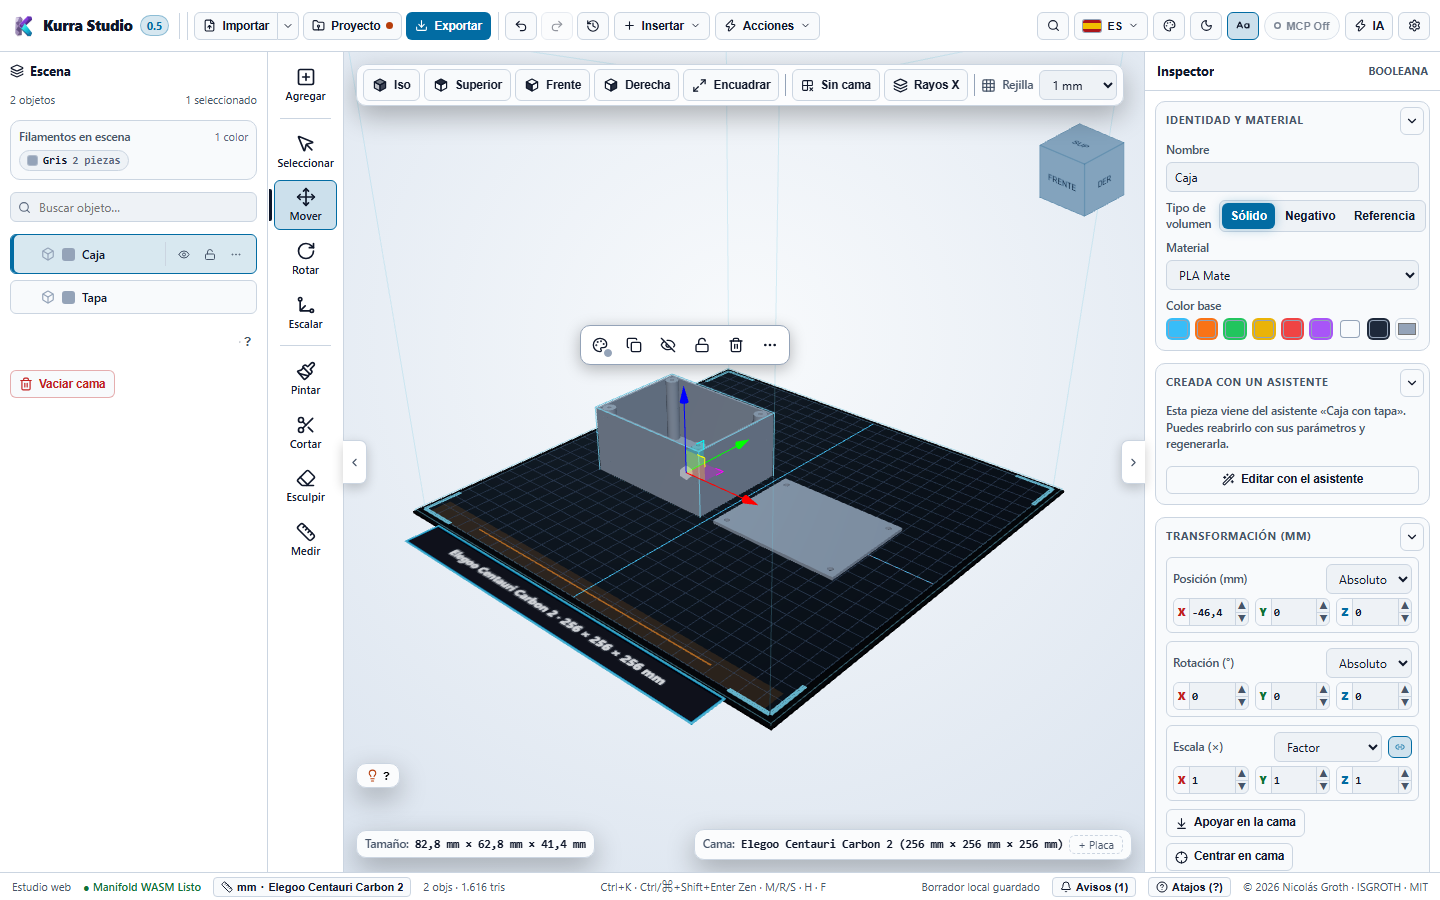 Kurra Studio 0.5 Importar Proyecto Exportar Insertar Acciones ES Aa MCP Off IA
Escena
2 objetos 1 seleccionado
Filamentos en escena 1 color
Gris 2 piezas
Buscar objeto...
Caja
Tapa
?
Vaciar cama
Agregar
Seleccionar
Mover
Rotar
Escalar
Pintar
Cortar
Esculpir
Medir
Iso Superior Frente Derecha Encuadrar Sin cama Rayos X Rejilla 1 mm
SUP
FRENTE DER
Elegoo Centauri Carbon 2 · 256 × 256 × 256 mm
?
Tamaño: 82,8 mm × 62,8 mm × 41,4 mm
Cama: Elegoo Centauri Carbon 2 (256 mm × 256 mm × 256 mm) + Placa
Inspector BOOLEANA
IDENTIDAD Y MATERIAL
Nombre
Caja
Tipo de volumen Sólido Negativo Referencia
Material
PLA Mate
Color base
CREADA CON UN ASISTENTE
Esta pieza viene del asistente «Caja con tapa».
Puedes reabrirlo con sus parámetros y
regenerarla.
Editar con el asistente
TRANSFORMACIÓN (MM)
Posición (mm) Absoluto
X -46,4 Y 0 Z 0
Rotación (°) Absoluto
X 0 Y 0 Z 0
Escala (×) Factor
X 1 Y 1 Z 1
Apoyar en la cama
Centrar en cama
Estudio web Manifold WASM Listo mm · Elegoo Centauri Carbon 2 2 objs · 1.616 tris Ctrl+K · Ctrl/⌘+Shift+Enter Zen · M/R/S · H · F Borrador local guardado Avisos (1) Atajos (?) © 2026 Nicolás Groth · ISGROTH · MIT